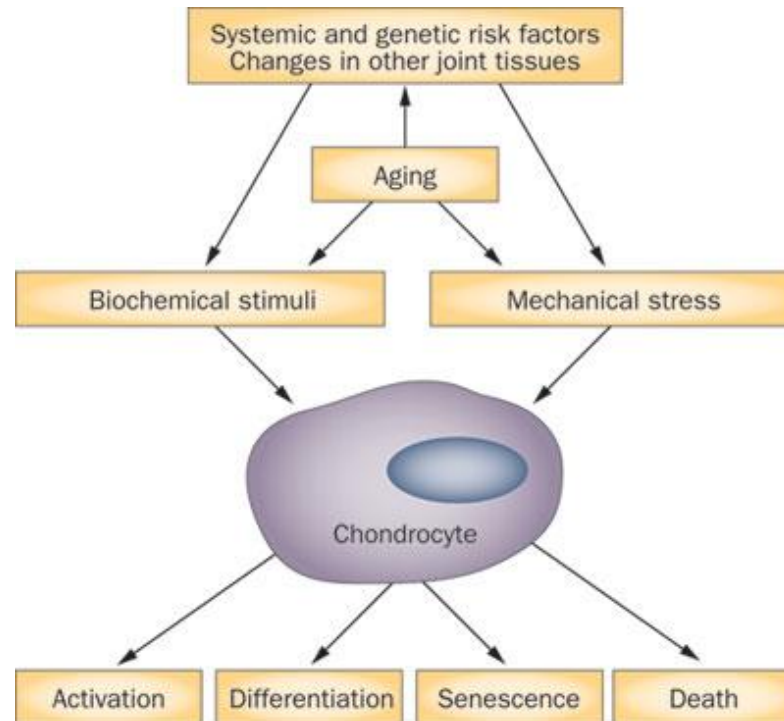 Systemic and genetic risk factors
Changes in other joint tissues
Aging
Biochemical stimuli
Mechanical stress
Chondrocyte
Activation
Differentiation
Senescence
Death